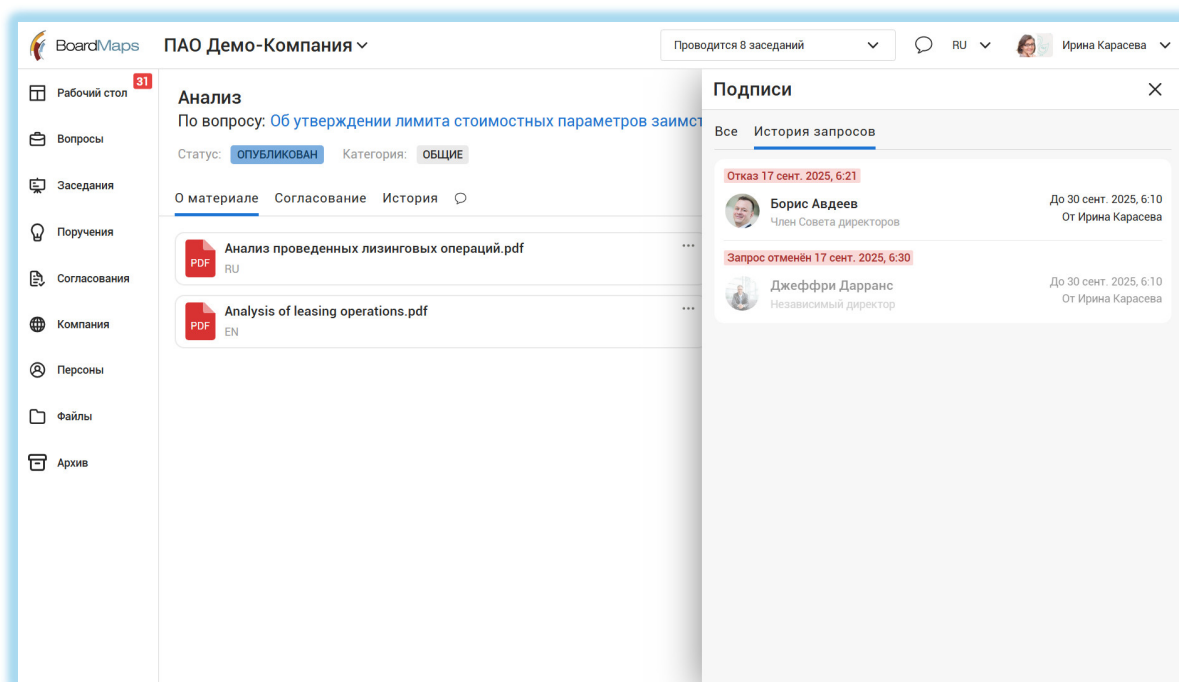 BoardMaps
ПАО Демо-Компания
Проводится 8 заседаний
RU
Ирина Карасева
Рабочий стол
31
Вопросы
Заседания
Поручения
Согласования
Компания
Персоны
Файлы
Архив
Анализ
По вопросу: Об утверждении лимита стоимостных параметров заимст
Статус: ОПУБЛИКОВАН Категория: ОБЩИЕ
О материале Согласование История
PDF
Анализ проведенных лизинговых операций.pdf
RU
PDF
Analysis of leasing operations.pdf
EN
Подписи
Все История запросов
Отказ 17 сент. 2025, 6:21
Борис Авдеев
Член Совета директоров
До 30 сент. 2025, 6:10
От Ирина Карасева
Запрос отменён 17 сент. 2025, 6:30
Джеффри Дарранс
Независимый директор
До 30 сент. 2025, 6:10
От Ирина Карасева